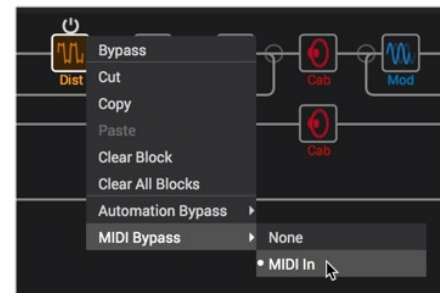 Dist
Cab
Mod
Cab
Bypass
Cut
Copy
Paste
Clear Block
Clear All Blocks
Automation Bypass
MIDI Bypass
None
• MIDI In